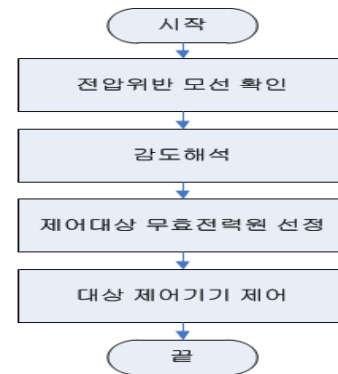 시작
전압위반 모선 확인
감도해석
제어대상 무효전력원 선정
대상 제어기기 제어
끝